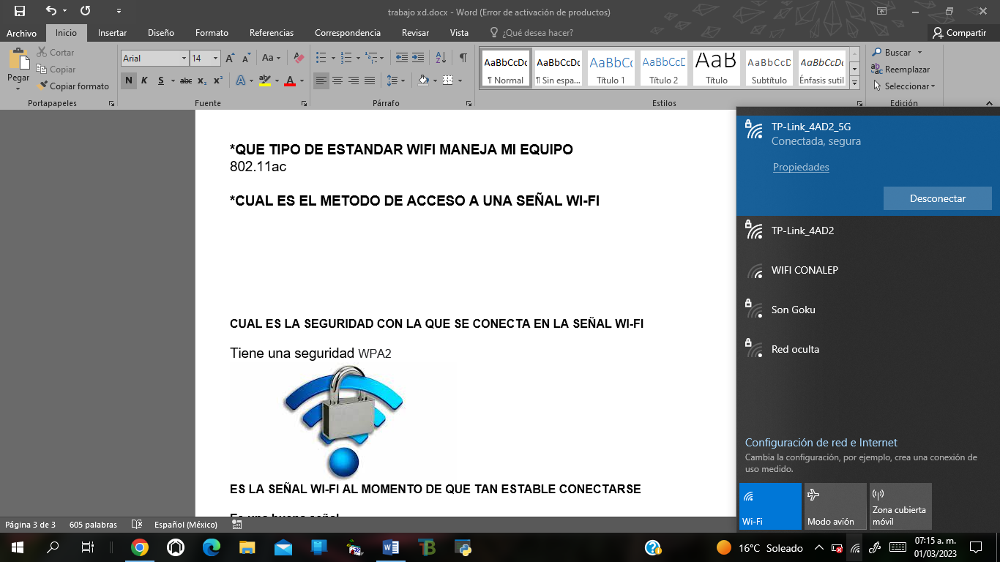 trabajo xd.docx - Word (Error de activación de productos)
Archivo Inicio Insertar Diseño Formato Referencias Correspondencia Revisar Vista ¿Qué desea hacer? Compartir
Pegar
Cortar
Copiar
Copiar formato
Portapapeles
Arial 14
Aa
N K S abc x₂ x²
A A
Fuente
Párrafo
AaBbCcDc AaBbCcDc AaBbCc AaBbCcD AaB AaBbCcD AaBbCcDc
¶ Normal ¶ Sin espa... Título 1 Título 2 Título Subtítulo Énfasis sutil
Estilos
Buscar
Reemplazar
Seleccionar
Edición
*QUE TIPO DE ESTANDAR WIFI MANEJA MI EQUIPO
802.11ac
*CUAL ES EL METODO DE ACCESO A UNA SEÑAL WI-FI
CUAL ES LA SEGURIDAD CON LA QUE SE CONECTA EN LA SEÑAL WI-FI
Tiene una seguridad WPA2
ES LA SEÑAL WI-FI AL MOMENTO DE QUE TAN ESTABLE CONECTARSE
Es una buena señal
TP-Link_4AD2_5G
Conectada, segura
Propiedades
Desconectar
TP-Link_4AD2
WIFI CONALEP
Son Goku
Red oculta
Configuración de red e Internet
Cambia la configuración, por ejemplo, crea una conexión de
uso medido.
Wi-Fi
Modo avión
Zona cubierta
móvil
Página 3 de 3 605 palabras Español (México)
16°C Soleado
07:15 a. m.
01/03/2023